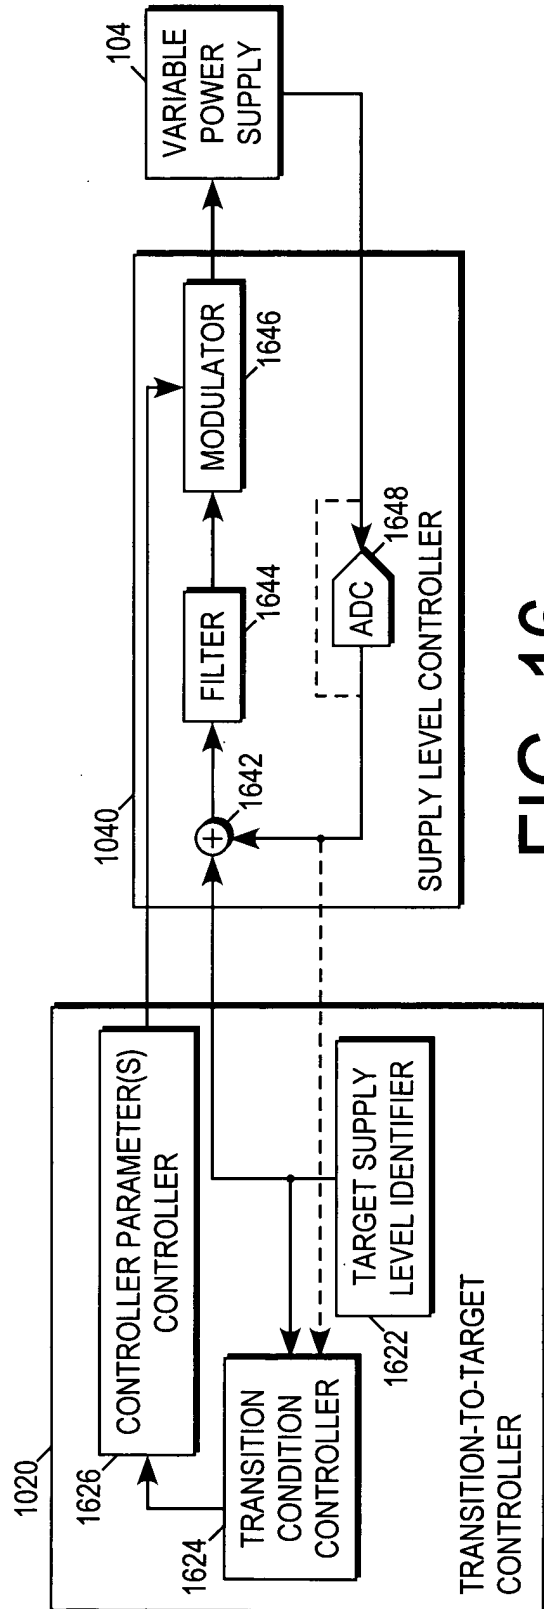 1020
1626
CONTROLLER PARAMETER(S)
CONTROLLER
1624
TRANSITION
CONDITION
CONTROLLER
TARGET SUPPLY
LEVEL IDENTIFIER
1622
TRANSITION-TO-TARGET
CONTROLLER
1040
+
1642
FILTER
1644
MODULATOR
1646
ADC
1648
SUPPLY LEVEL CONTROLLER
104
VARIABLE
POWER
SUPPLY
FIG. 16